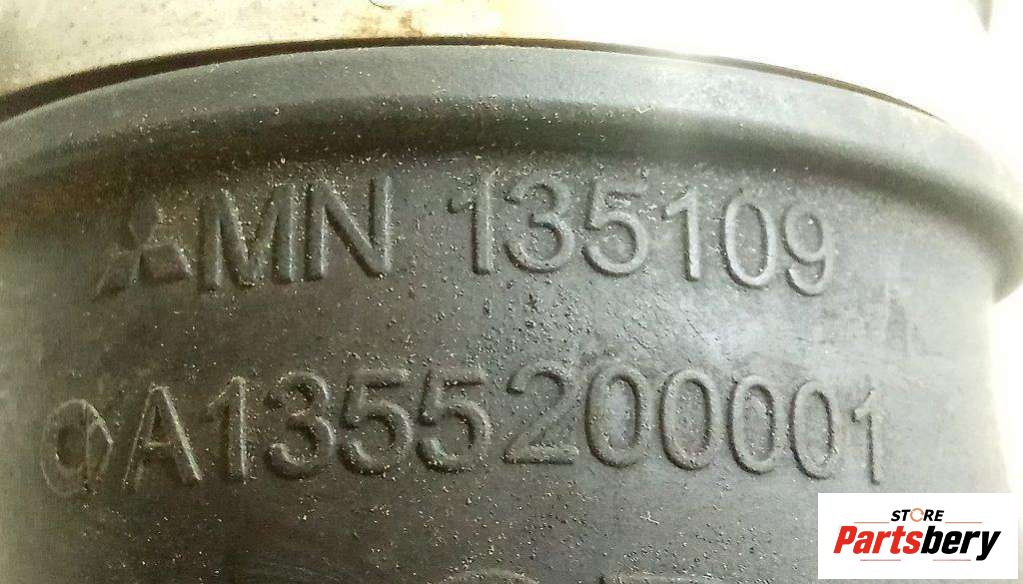 MN 135109
A1355200001
STORE
Partsbery